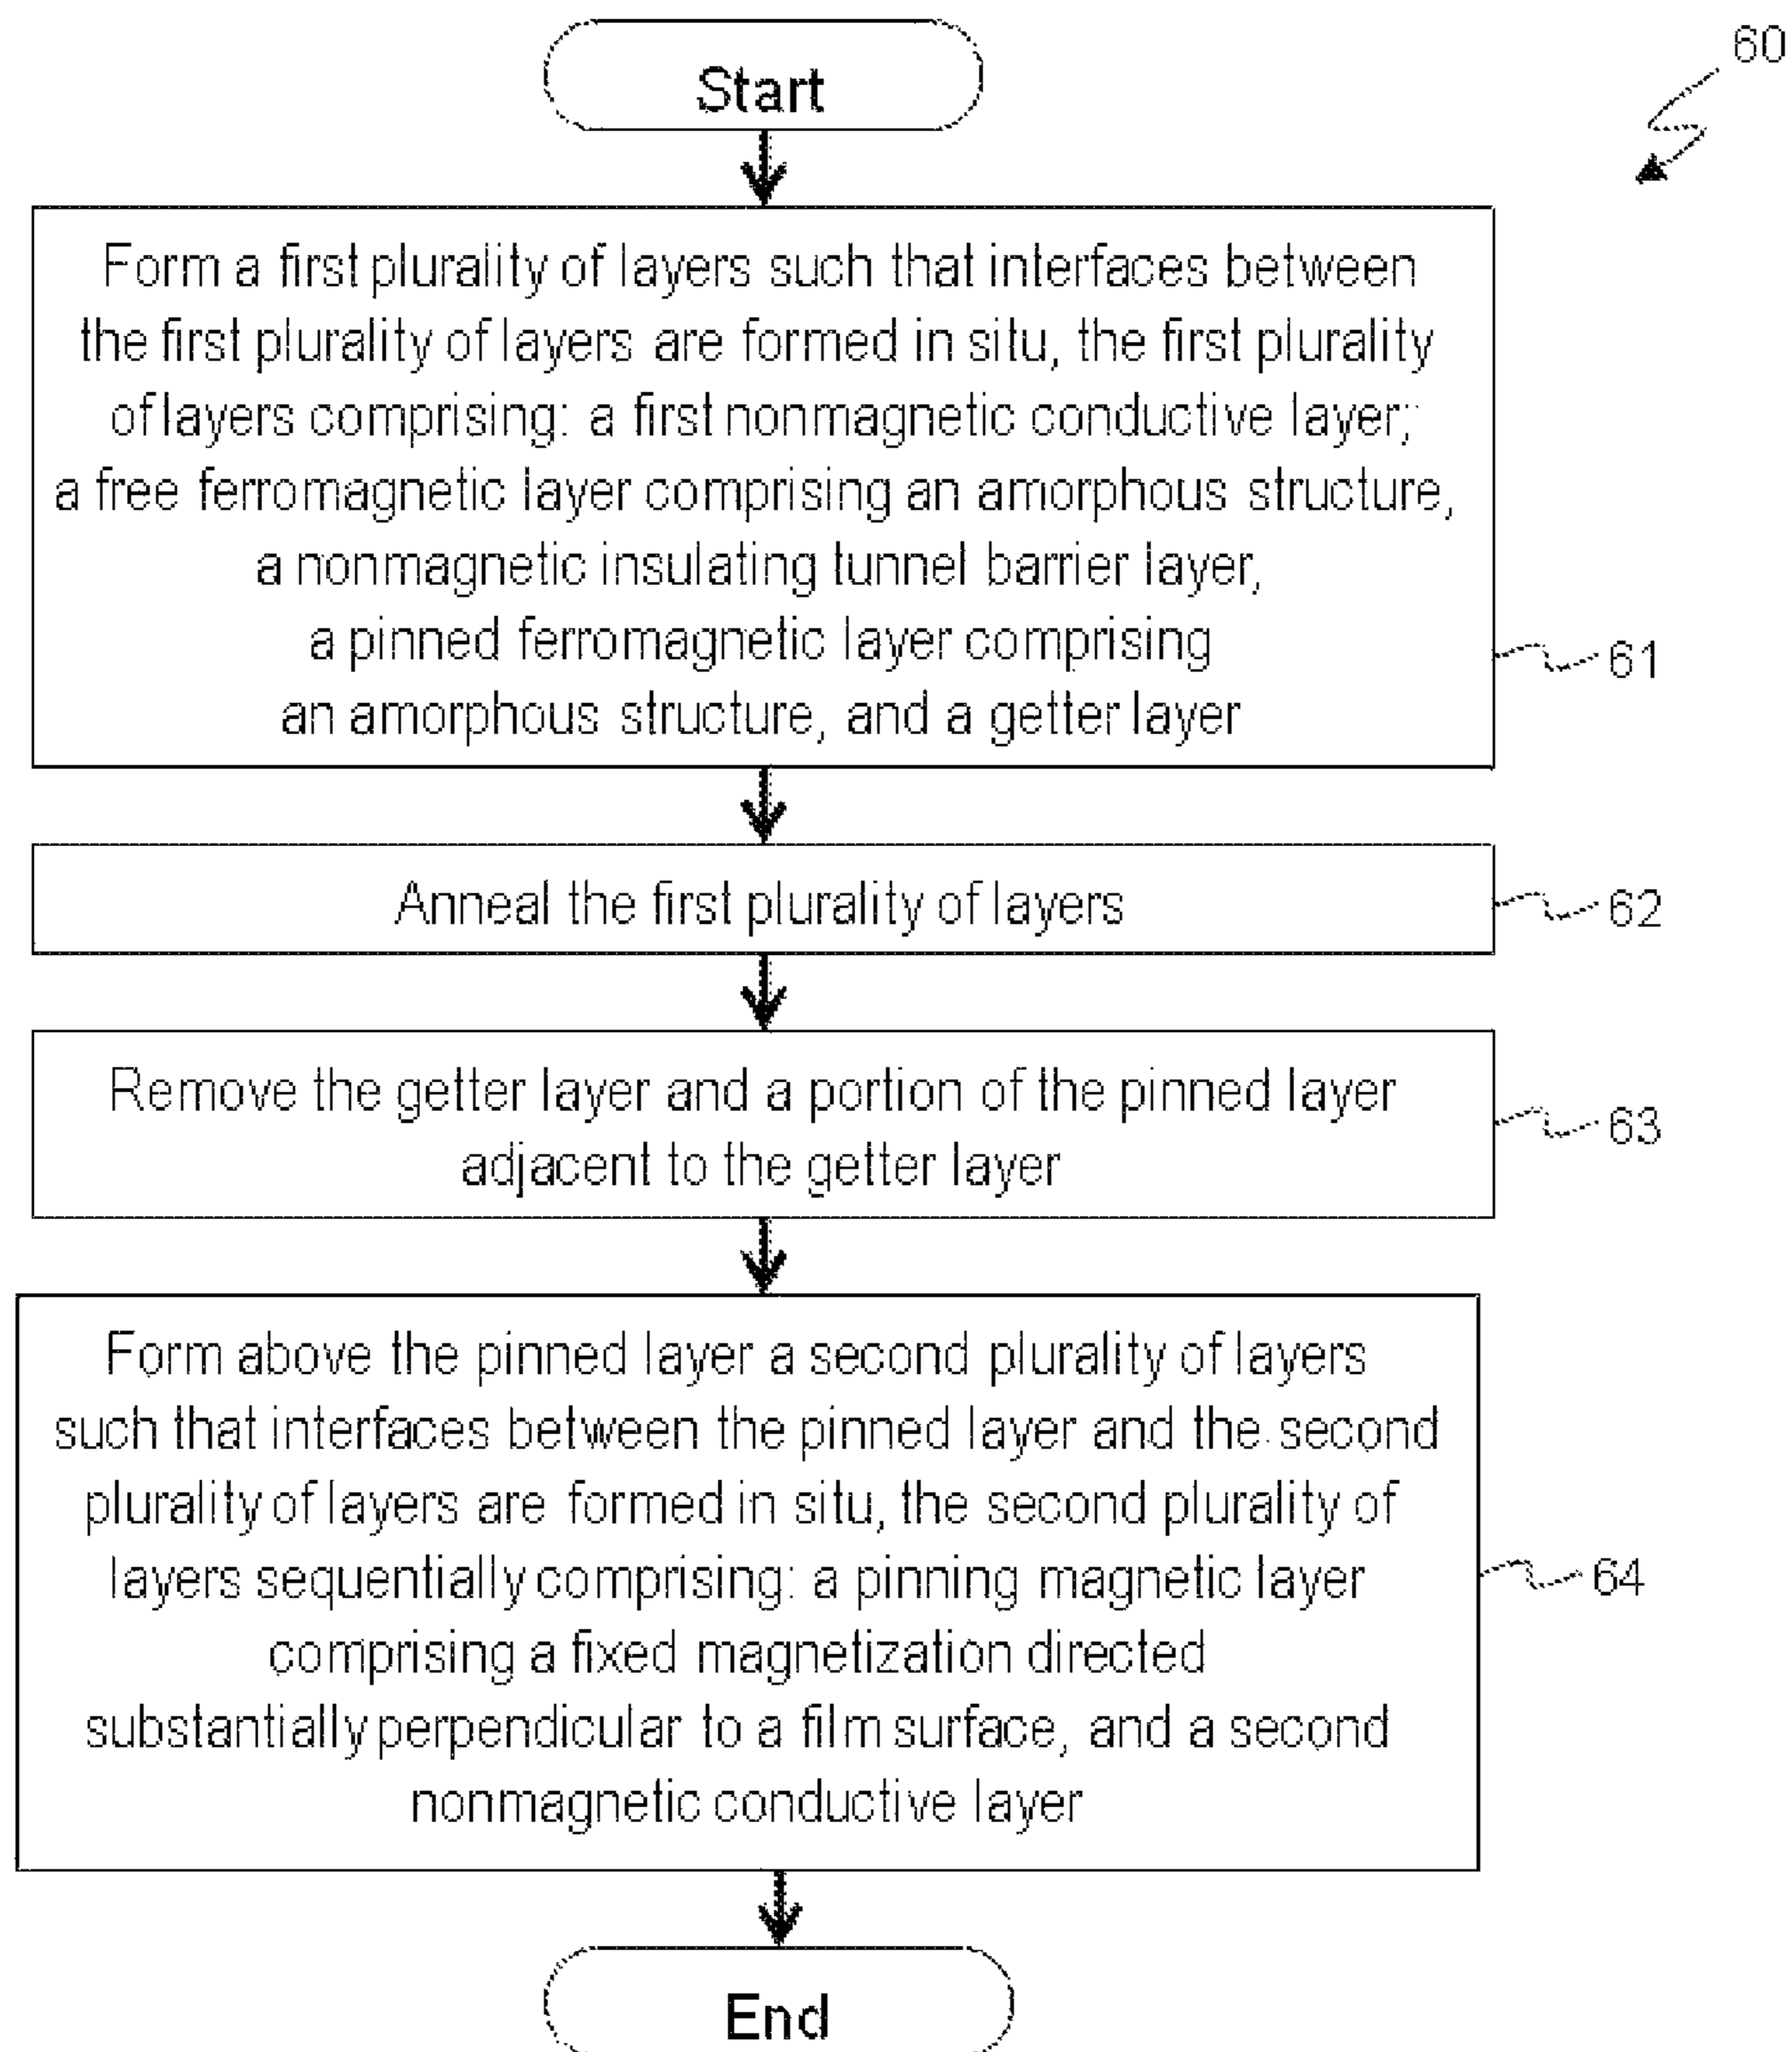 60
Start
Form a first plurality of layers such that interfaces between
the first plurality of layers are formed in situ, the first plurality
of layers comprising: a first nonmagnetic conductive layer;
a free ferromagnetic layer comprising an amorphous structure,
a nonmagnetic insulating tunnel barrier layer,
a pinned ferromagnetic layer comprising
an amorphous structure, and a getter layer
61
Anneal the first plurality of layers
62
Remove the getter layer and a portion of the pinned layer
adjacent to the getter layer
63
Form above the pinned layer a second plurality of layers
such that interfaces between the pinned layer and the second
plurality of layers are formed in situ, the second plurality of
layers sequentially comprising: a pinning magnetic layer
comprising a fixed magnetization directed
substantially perpendicular to a film surface, and a second
nonmagnetic conductive layer
64
End